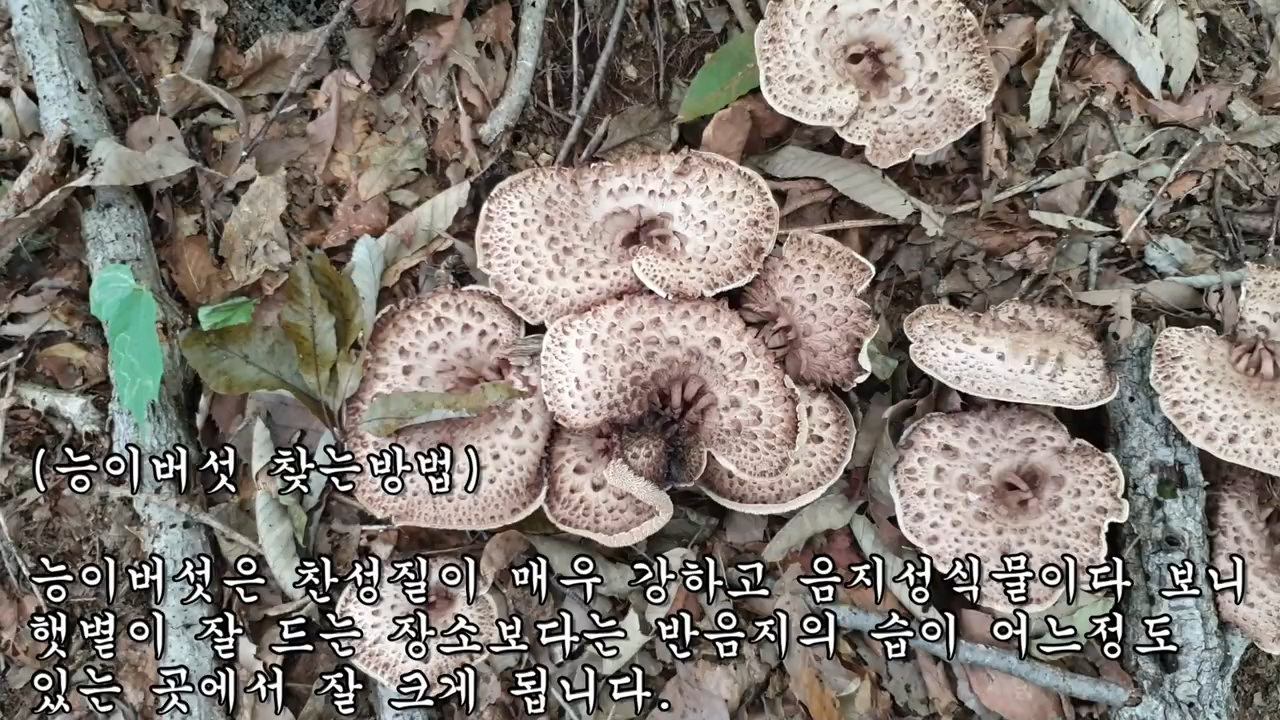 (능이버섯 찾는방법)
능이버섯은 찬성질이 매우 강하고 음지성식물이다 보니
햇볕이 잘 드는 장소보다는 반음지의 습이 어느정도
있는 곳에서 잘 크게 됩니다.